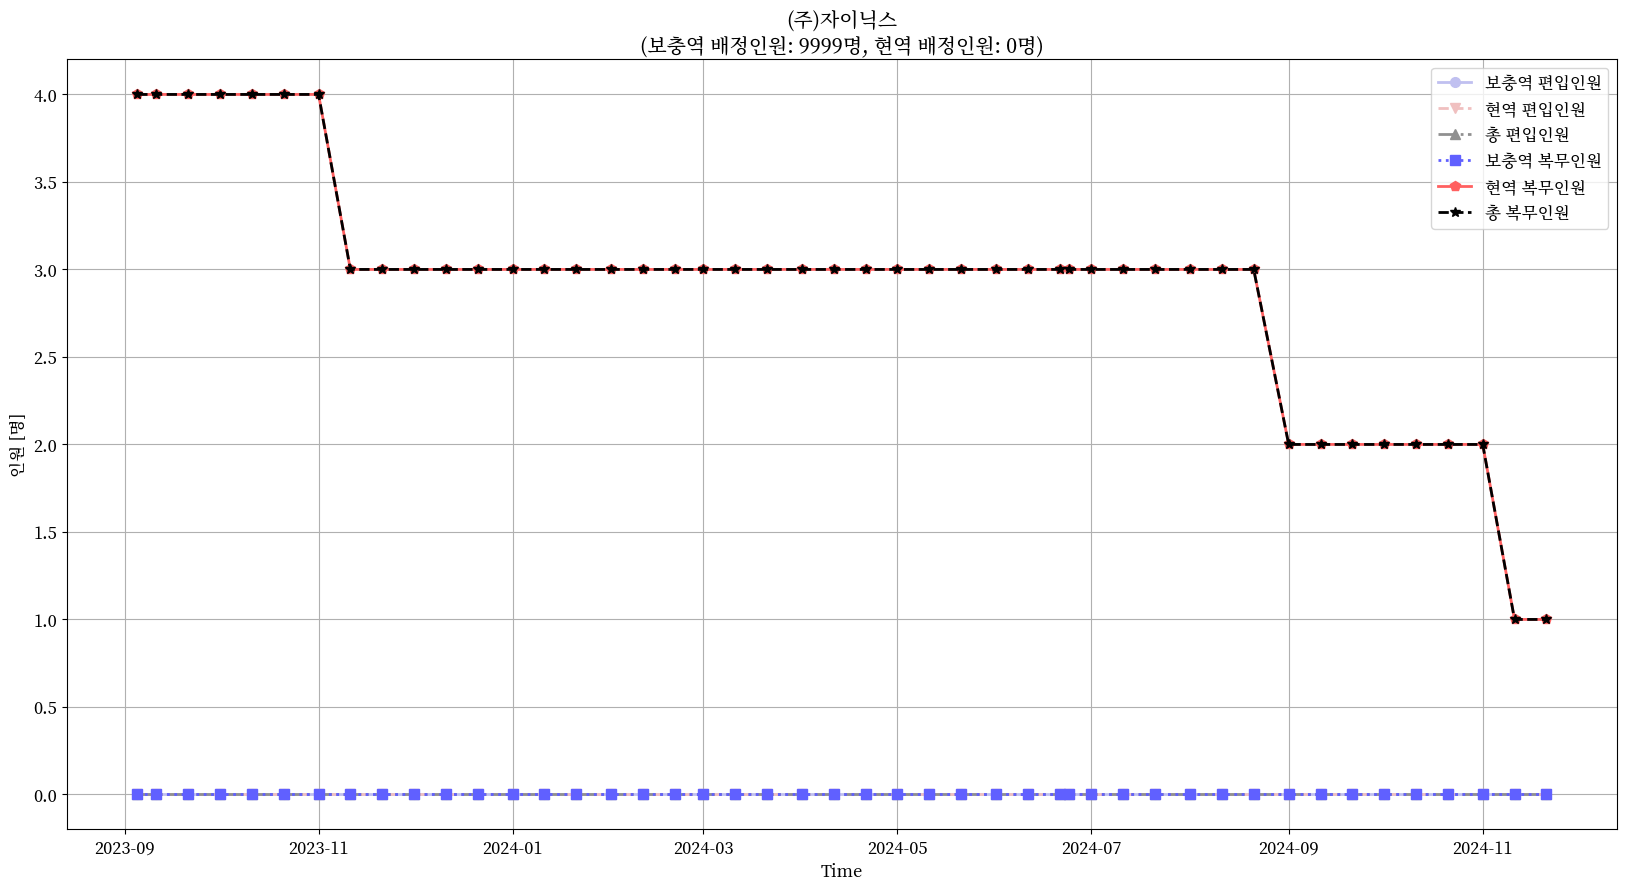 (주)자이닉스
(보충역 배정인원: 9999명, 현역 배정인원: 0명)
보충역 편입인원
현역 편입인원
총 편입인원
보충역 복무인원
현역 복무인원
총 복무인원
인원 [명]
4.0
3.5
3.0
2.5
2.0
1.5
1.0
0.5
0.0
2023-09 2023-11 2024-01 2024-03 2024-05 2024-07 2024-09 2024-11
Time